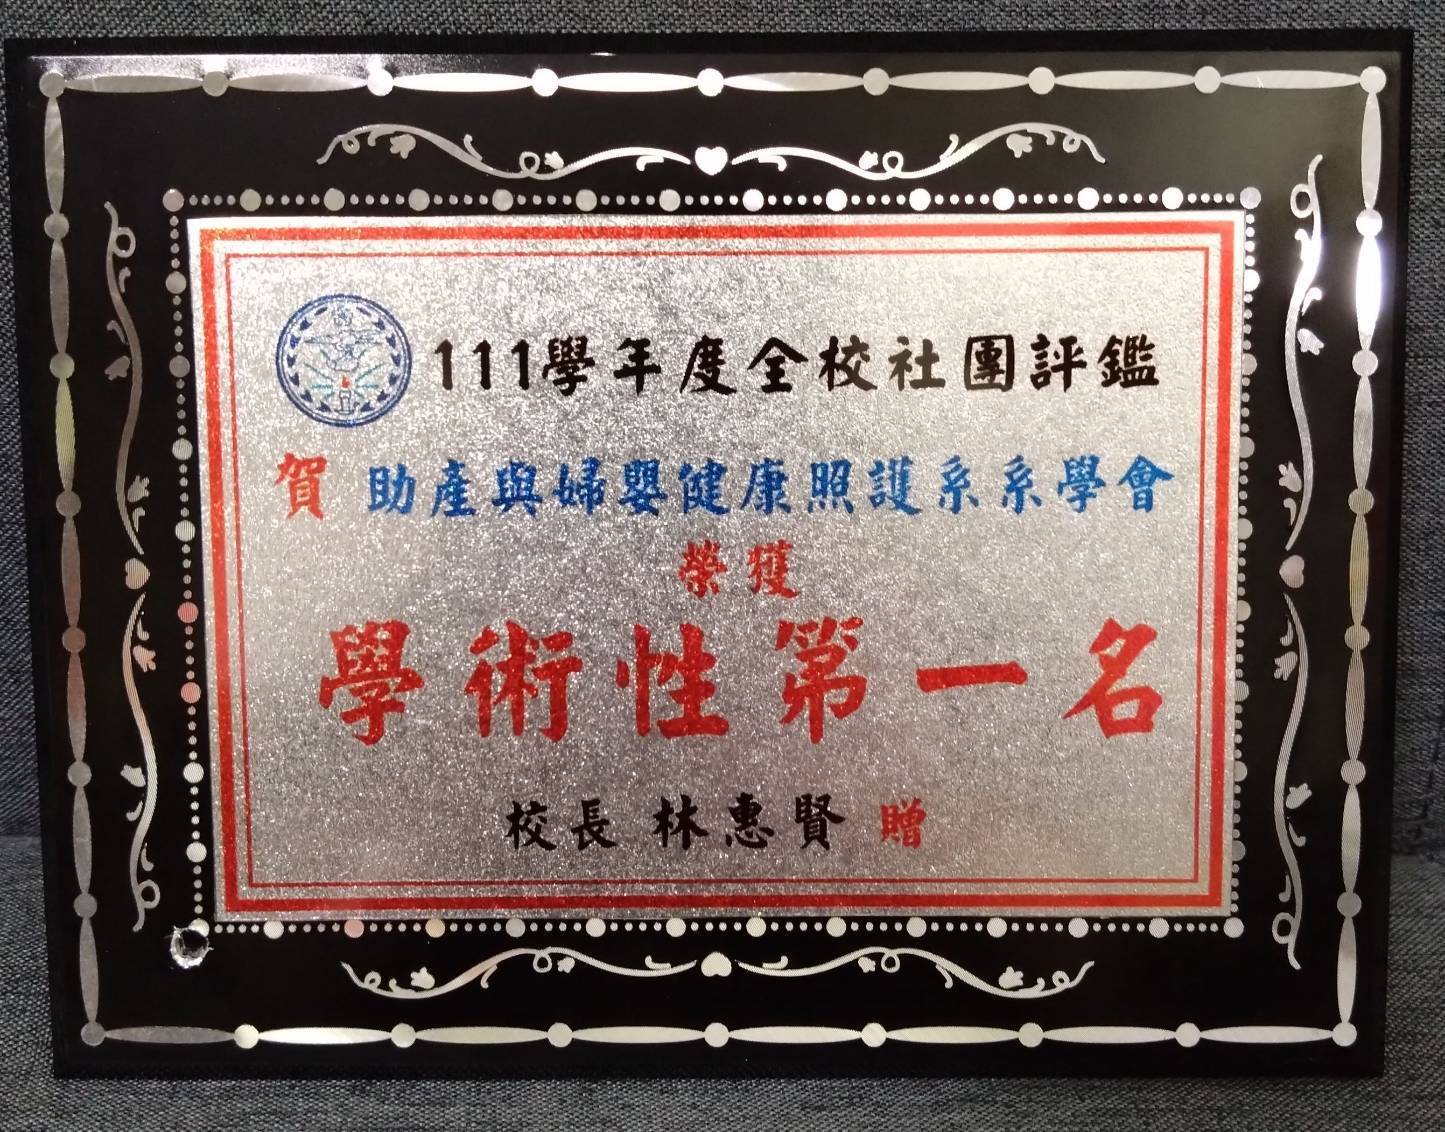 111學年度全校社團評鑑
賀 助產與婦嬰健康照護系系學會
榮獲
學術性第一名
校長 林惠賢 贈